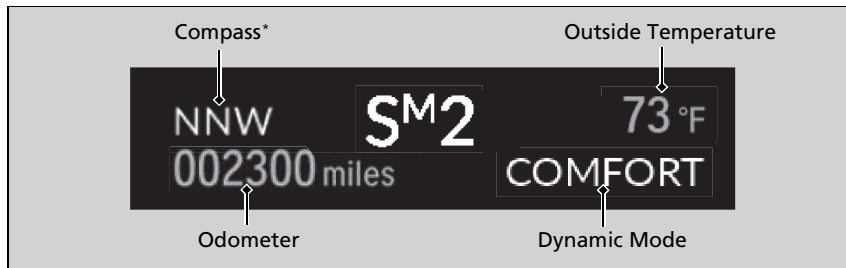 Compass* Outside Temperature
NNW SM2 73 °F
002300 miles COMFORT
Odometer Dynamic Mode